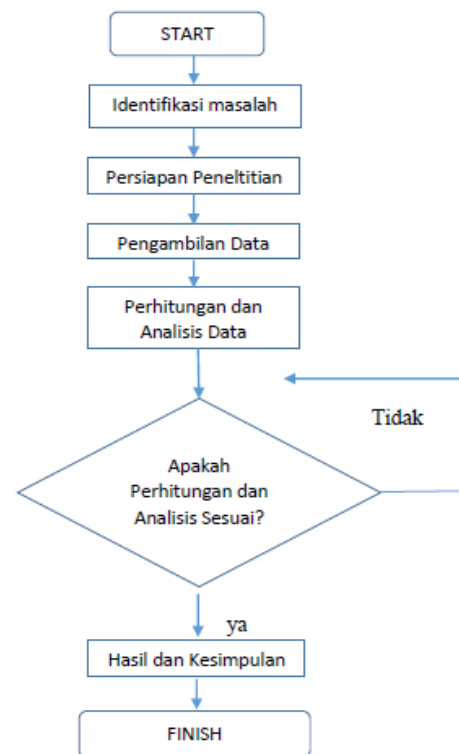 START
Identifikasi masalah
Persiapan Peneltitian
Pengambilan Data
Perhitungan dan
Analisis Data
Tidak
Apakah
Perhitungan dan
Analisis Sesuai?
ya
Hasil dan Kesimpulan
FINISH